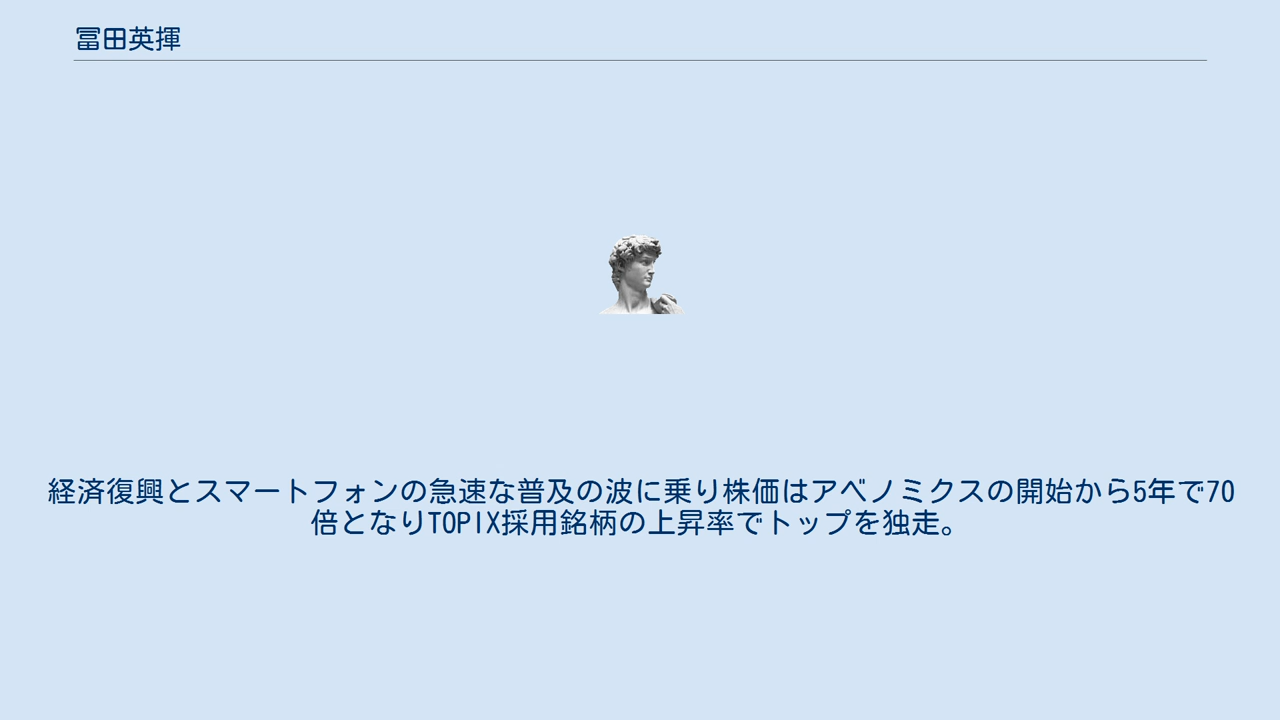 冨田英揮
経済復興とスマートフォンの急速な普及の波に乗り株価はアベノミクスの開始から5年で70
倍となりTOPIX採用銘柄の上昇率でトップを独走。